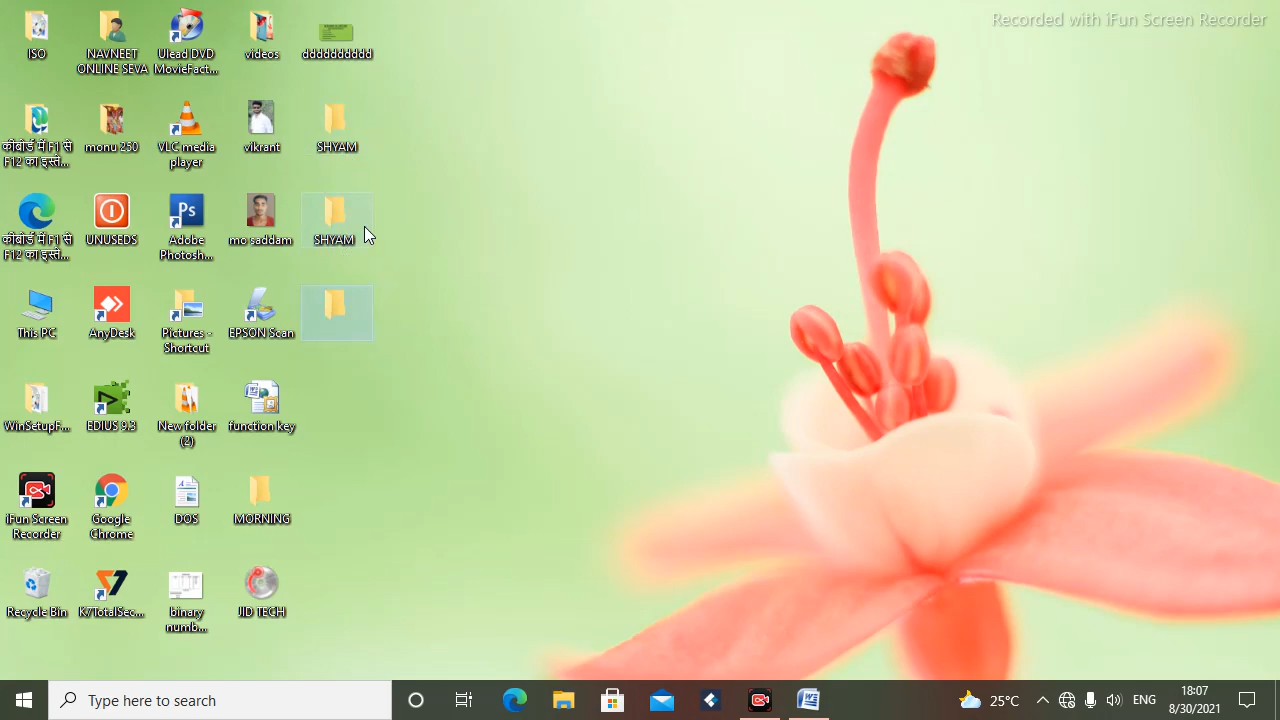 Recorded with iFun Screen Recorder
ISO
NAVNEET
ONLINE SEVA
Ulead DVD
MovieFact...
videos
dddddddddd
कीबोर्ड में F1 से
F12 का इस्ते...
monu 250
VLC media
player
vikrant
SHYAM
कीबोर्ड में F1 से
F12 का इस्ते...
UNUSEDS
Ps
Adobe
Photosh...
mo saddam
SHYAM
This PC
AnyDesk
Pictures -
Shortcut
EPSON Scan
WinSetupF...
EDIUS 9.3
New folder
(2)
function key
iFun Screen
Recorder
Google
Chrome
DOS
MORNING
Recycle Bin
K7TotalSec...
binary
numb...
JID TECH
Type here to search
25°C
ENG
18:07
8/30/2021